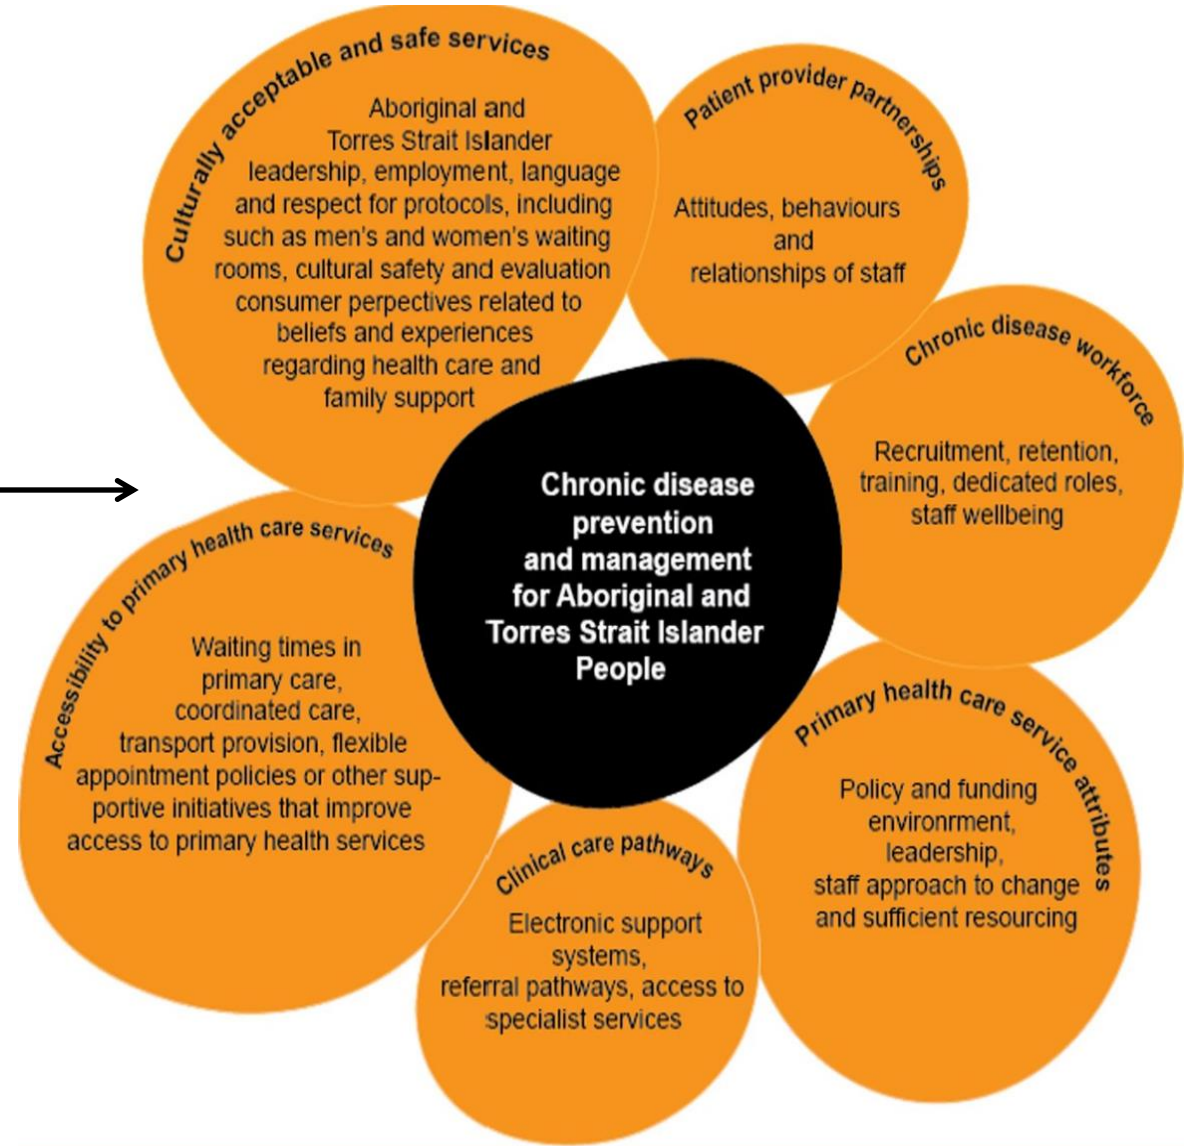 Culturally acceptable and safe services
Aboriginal and
Torres Strait Islander
leadership, employment, language
and respect for protocols, including
such as men's and women's waiting
rooms, cultural safety and evaluation
consumer perpectives related to
beliefs and experiences
regarding health care and
family support
Patient provider partnerships
Attitudes, behaviours
and
relationships of staff
Chronic disease workforce
Recruitment, retention,
training, dedicated roles,
staff wellbeing
Chronic disease
prevention
and management
for Aboriginal and
Torres Strait Islander
People
Accessibility to primary health care services
Waiting times in
primary care,
coordinated care,
transport provision, flexible
appointment policies or other sup-
portive initiatives that improve
access to primary health services
Primary health care service attributes
Policy and funding
environrment,
leadership,
staff approach to change
and sufficient resourcing
Clinical care pathways
Electronic support
systems,
referral pathways, access to
specialist services